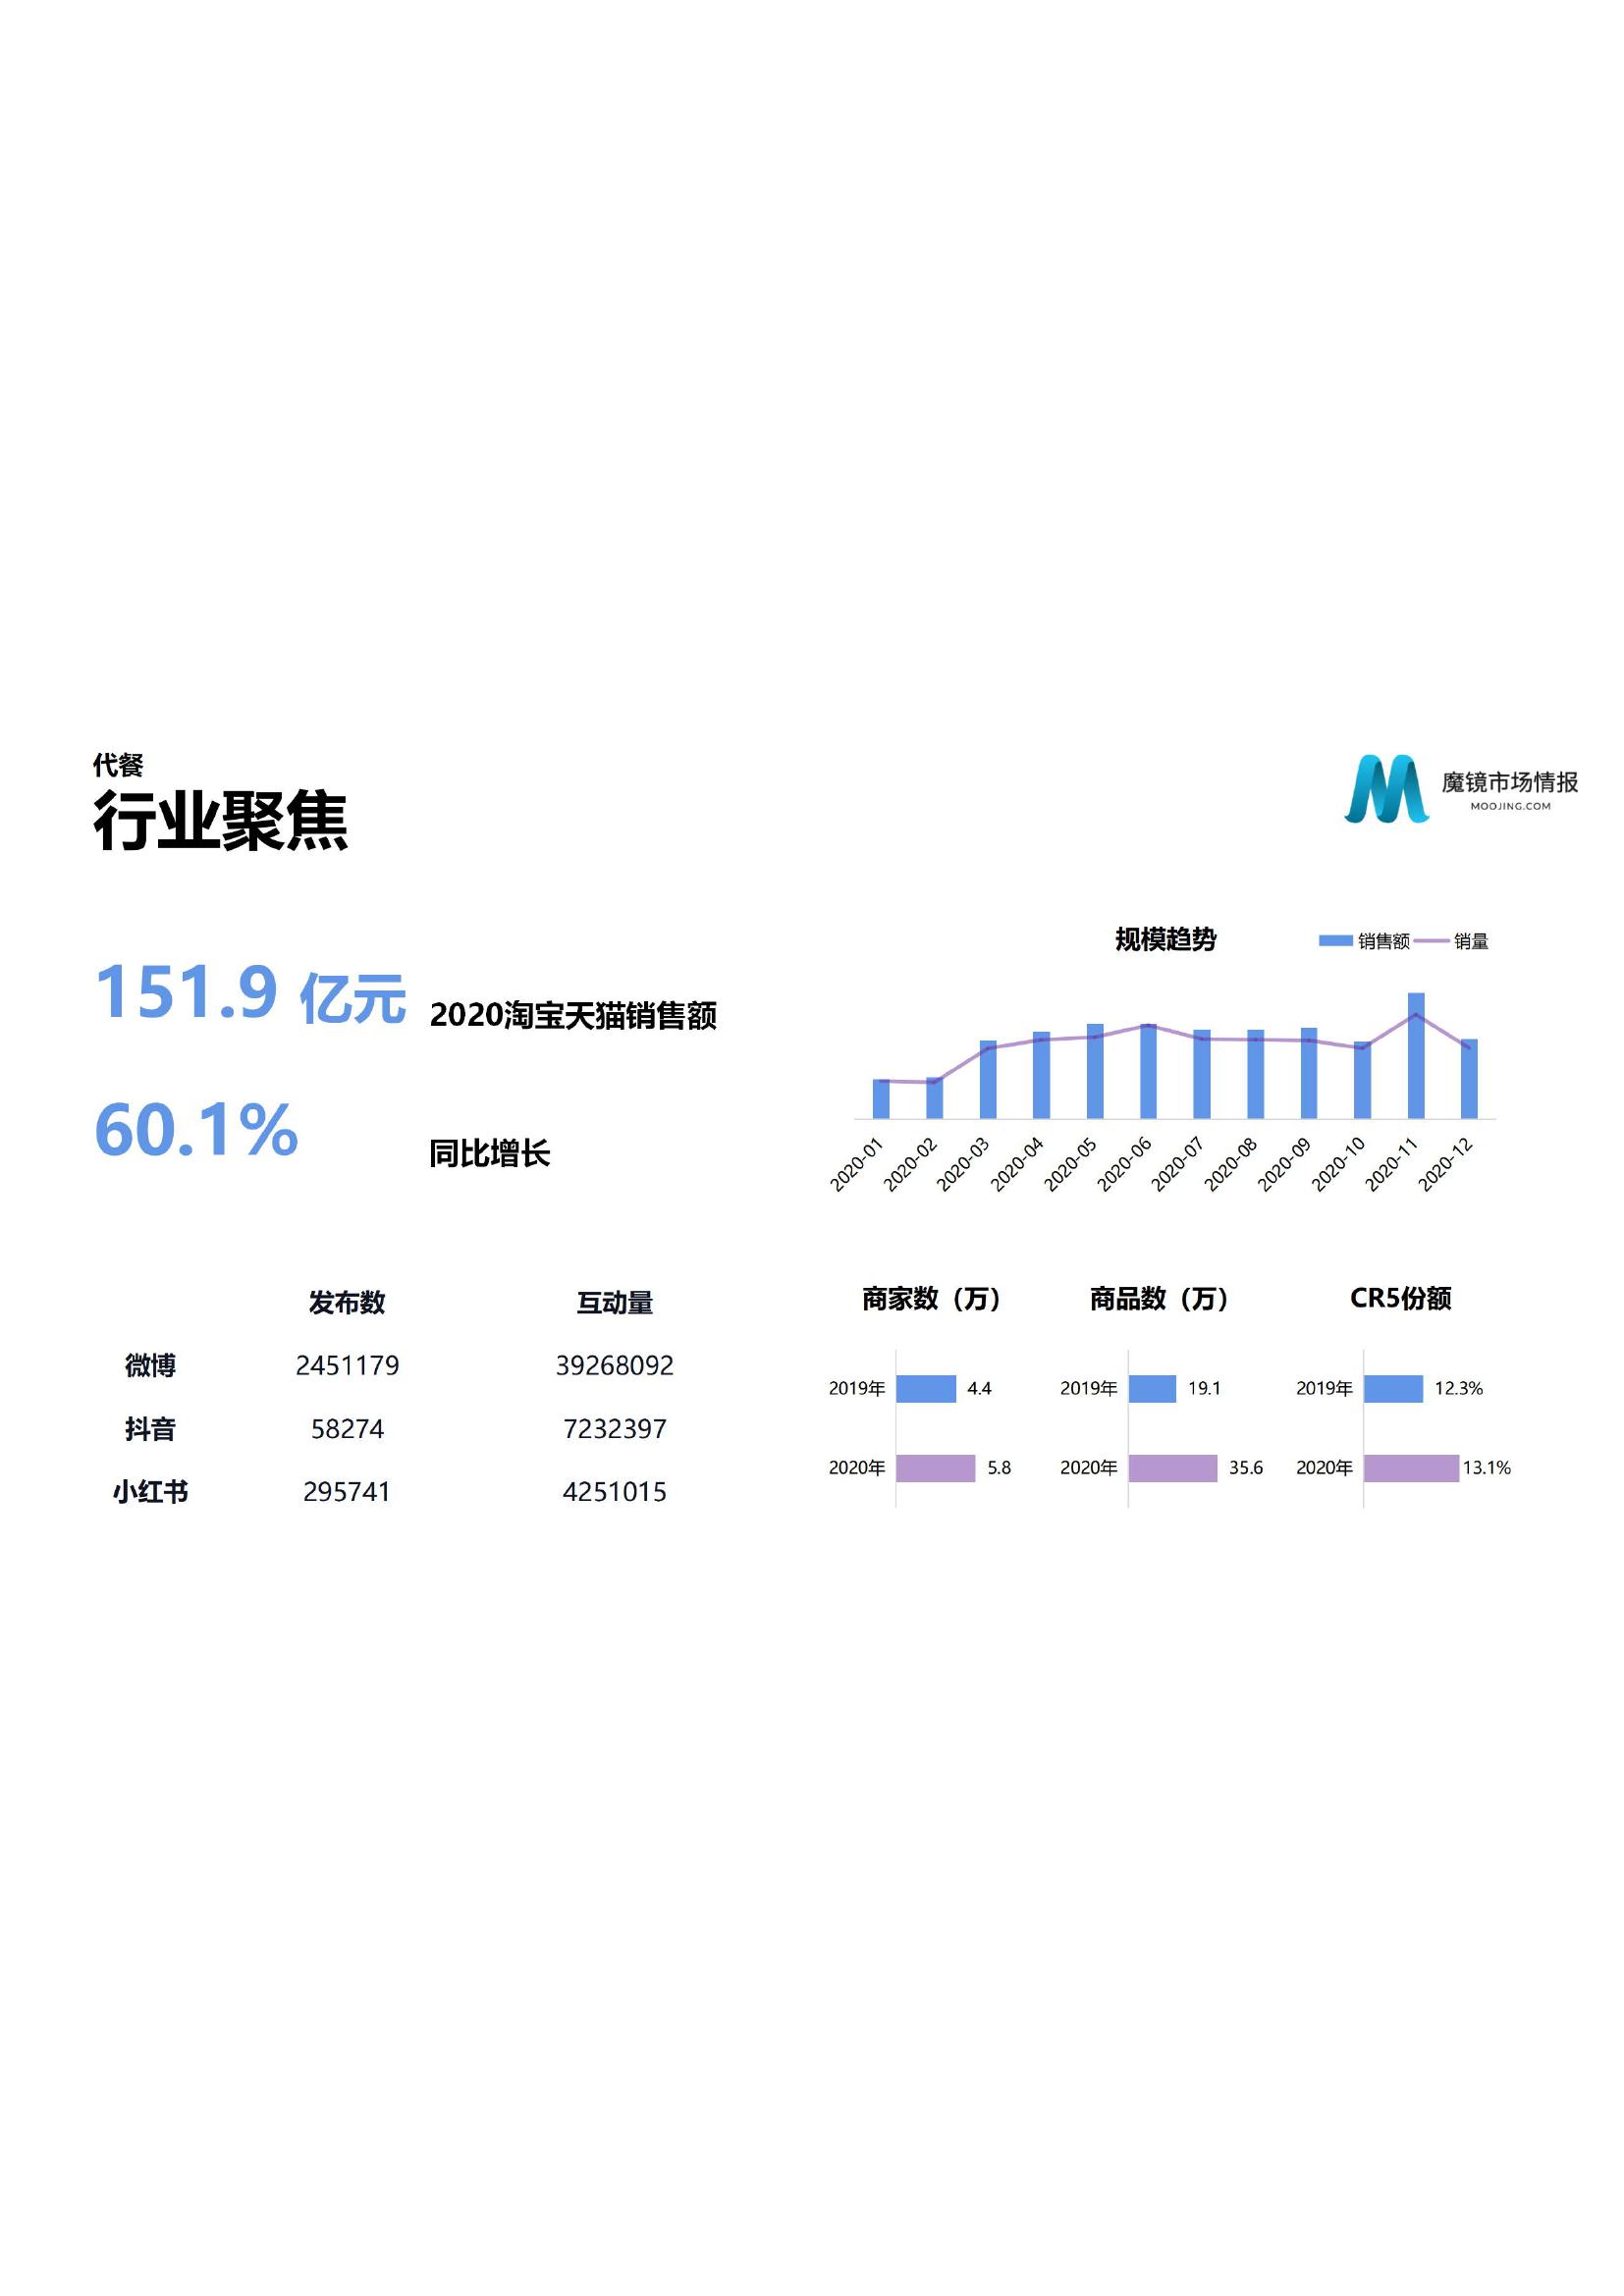 代餐
行业聚焦
魔镜市场情报
MOOJING.COM
151.9 亿元
2020淘宝天猫销售额
60.1%
同比增长
规模趋势
销售额 销量
2020-01 2020-02 2020-03 2020-04 2020-05 2020-06 2020-07 2020-08 2020-09 2020-10 2020-11 2020-12
发布数 互动量
微博 2451179 39268092
抖音 58274 7232397
小红书 295741 4251015
商家数（万）
2019年 4.4
2020年 5.8
商品数（万）
2019年 19.1
2020年 35.6
CR5份额
2019年 12.3%
2020年 13.1%